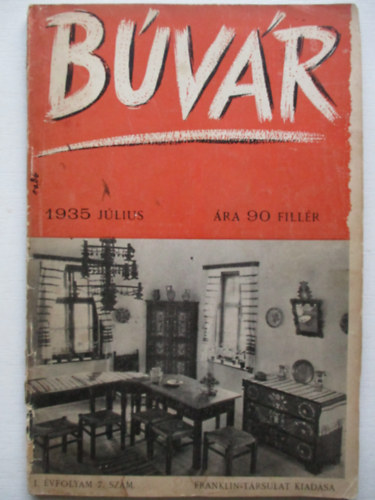 BÚVÁR
1935 JÚLIUS ÁRA 90 FILLÉR
I. ÉVFOLYAM 7. SZÁM. FRANKLIN-TÁRSULAT KIADÁSA